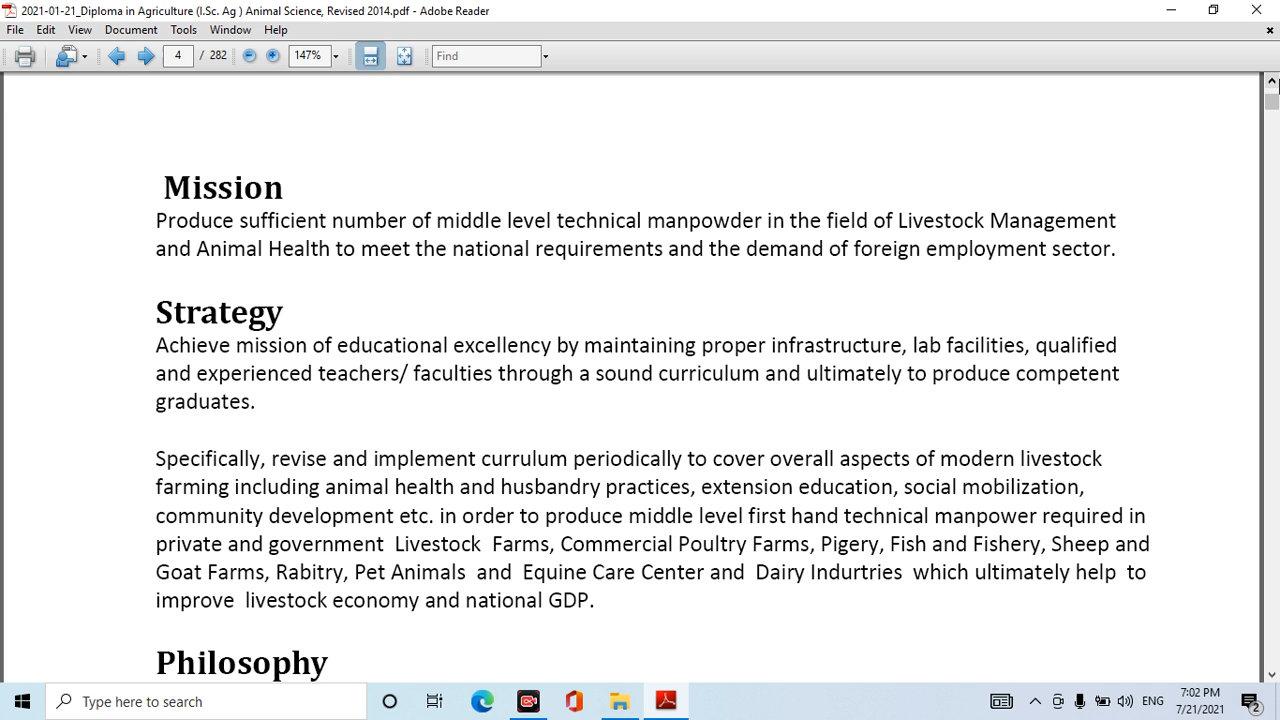 2021-01-21_Diploma in Agriculture (I.Sc. Ag ) Animal Science, Revised 2014.pdf - Adobe Reader
File Edit View Document Tools Window Help
4 / 282 147% Find
Mission
Produce sufficient number of middle level technical manpowder in the field of Livestock Management
and Animal Health to meet the national requirements and the demand of foreign employment sector.
Strategy
Achieve mission of educational excellency by maintaining proper infrastructure, lab facilities, qualified
and experienced teachers/ faculties through a sound curriculum and ultimately to produce competent
graduates.
Specifically, revise and implement currulum periodically to cover overall aspects of modern livestock
farming including animal health and husbandry practices, extension education, social mobilization,
community development etc. in order to produce middle level first hand technical manpower required in
private and government Livestock Farms, Commercial Poultry Farms, Pigery, Fish and Fishery, Sheep and
Goat Farms, Rabitry, Pet Animals and Equine Care Center and Dairy Indurtries which ultimately help to
improve livestock economy and national GDP.
Philosophy
Type here to search
ENG
7:02 PM
7/21/2021
2